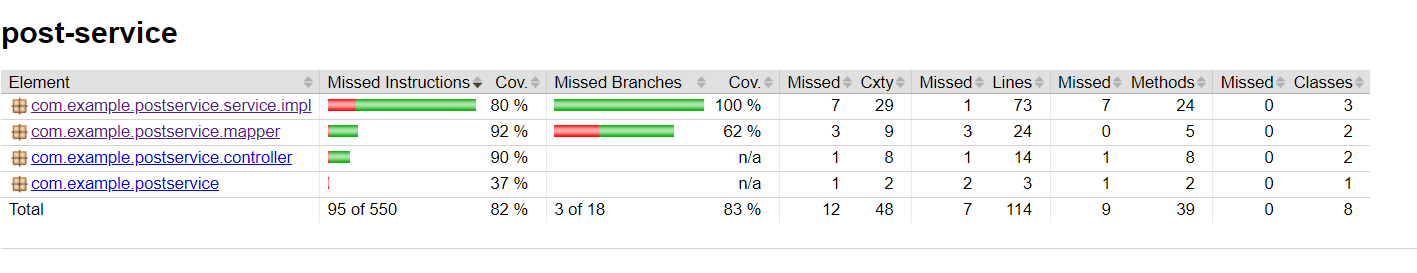 post-service
Element Missed Instructions Cov. Missed Branches Cov. Missed Cxty Missed Lines Missed Methods Missed Classes
com.example.postservice.service.impl 80 % 100 % 7 29 1 73 7 24 0 3
com.example.postservice.mapper 92 % 62 % 3 9 3 24 0 5 0 2
com.example.postservice.controller 90 % n/a 1 8 1 14 1 8 0 2
com.example.postservice 37 % n/a 1 2 2 3 1 2 0 1
Total 95 of 550 82 % 3 of 18 83 % 12 48 7 114 9 39 0 8